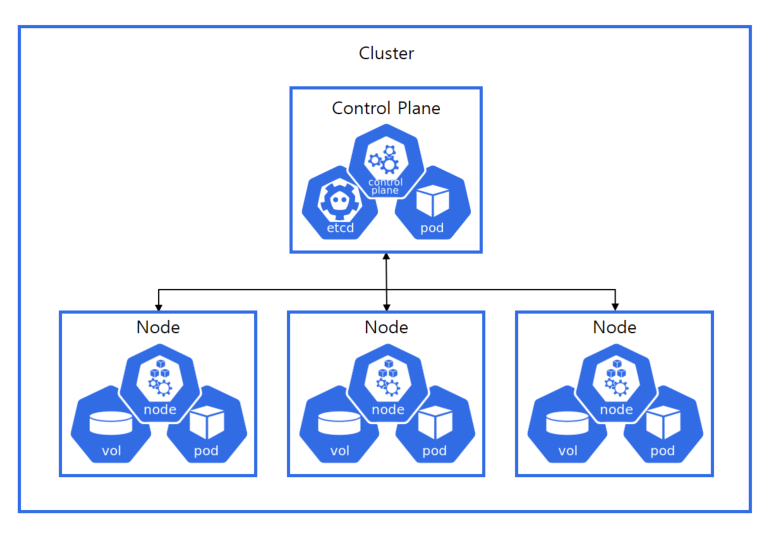 Cluster
Control Plane
control
plane
etcd
pod
Node
Node
Node
node
vol
pod
node
vol
pod
node
vol
pod